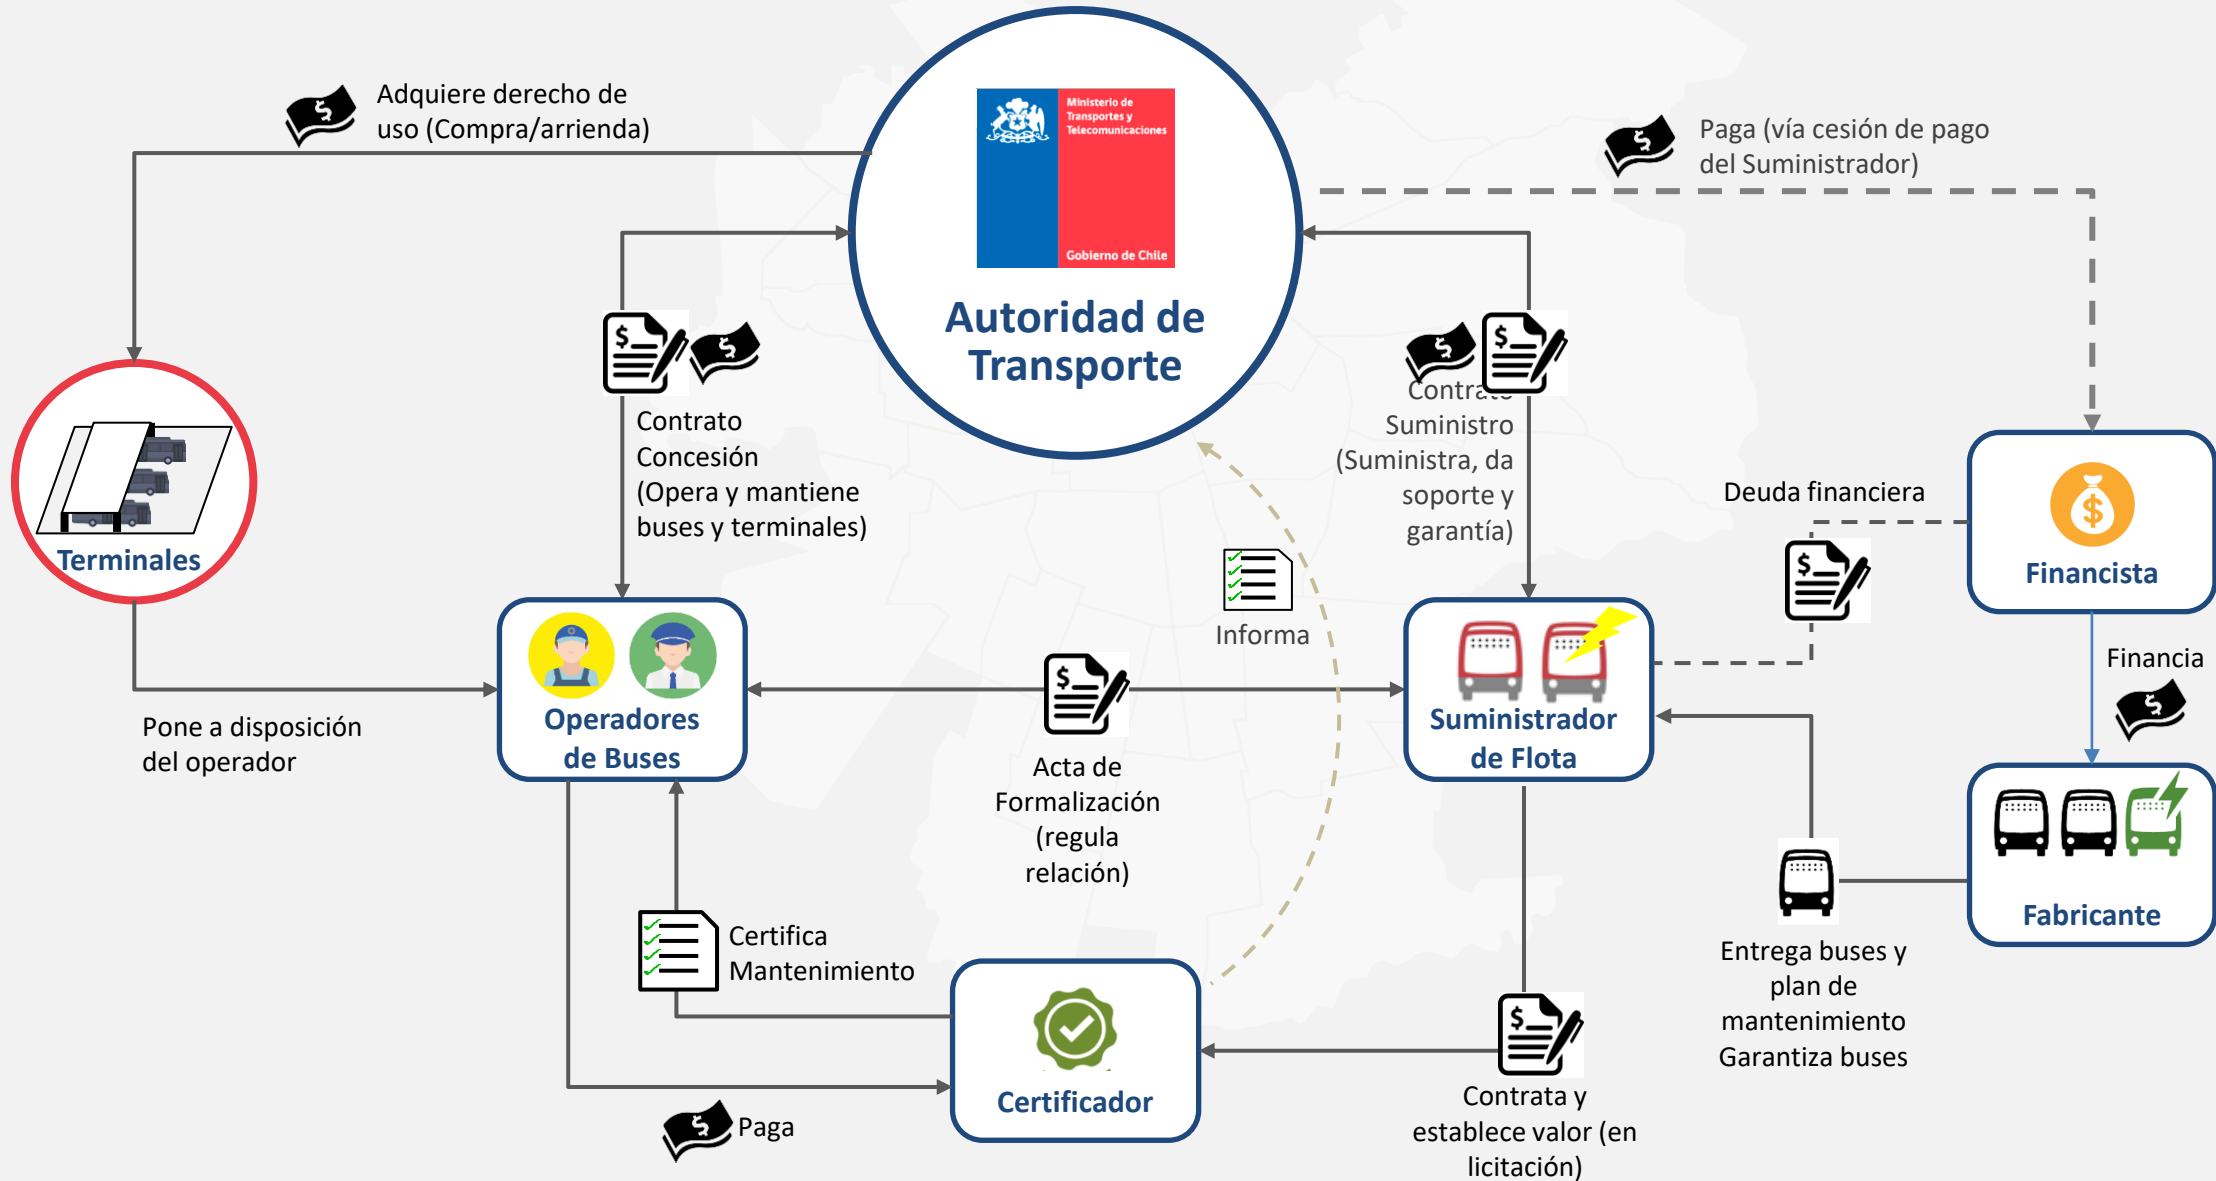 Adquiere derecho de
uso (Compra/arrienda)
Ministerio de
Transportes y
Telecomunicaciones
Gobierno de Chile
Autoridad de
Transporte
Paga (vía cesión de pago
del Suministrador)
Contrato
Concesión
(Opera y mantiene
buses y terminales)
Contrato
Suministro
(Suministra, da
soporte y
garantía)
Terminales
Deuda financiera
Financista
Informa
Financia
Pone a disposición
del operador
Operadores
de Buses
Acta de
Formalización
(regula
relación)
Suministrador
de Flota
Fabricante
Certifica
Mantenimiento
Entrega buses y
plan de
mantenimiento
Garantiza buses
Certificador
Paga
Contrata y
establece valor (en
licitación)